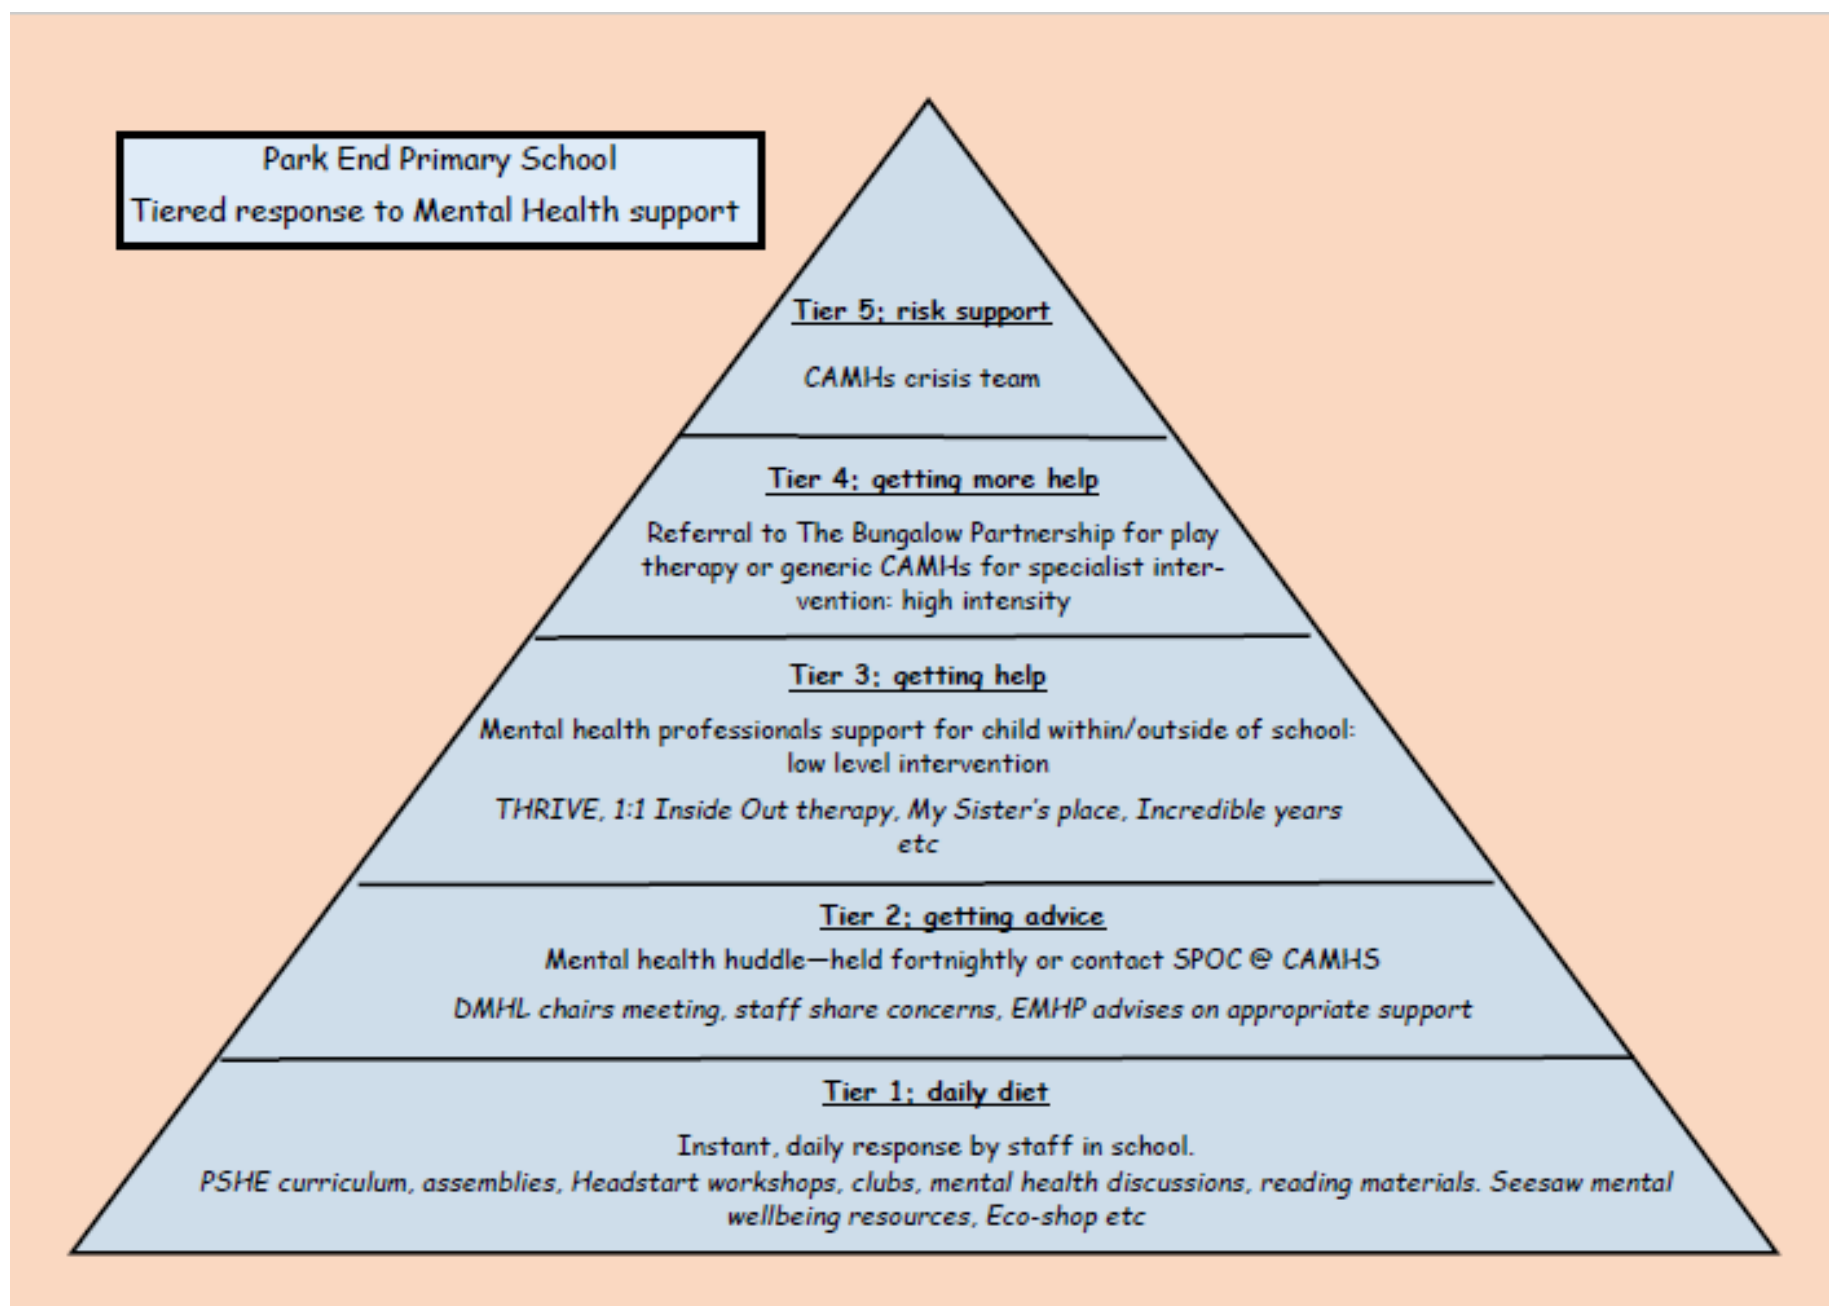 Park End Primary School
Tiered response to Mental Health support
Tier 5; risk support
CAMHs crisis team
Tier 4; getting more help
Referral to The Bungalow Partnership for play
therapy or generic CAMHs for specialist inter-
vention: high intensity
Tier 3; getting help
Mental health professionals support for child within/outside of school:
low level intervention
THRIVE, 1:1 Inside Out therapy, My Sister's place, Incredible years
etc
Tier 2; getting advice
Mental health huddle—held fortnightly or contact SPOC @ CAMHS
DMHL chairs meeting, staff share concerns, EMHP advises on appropriate support
Tier 1; daily diet
Instant, daily response by staff in school.
PSHE curriculum, assemblies, Headstart workshops, clubs, mental health discussions, reading materials. Seesaw mental
wellbeing resources, Eco-shop etc